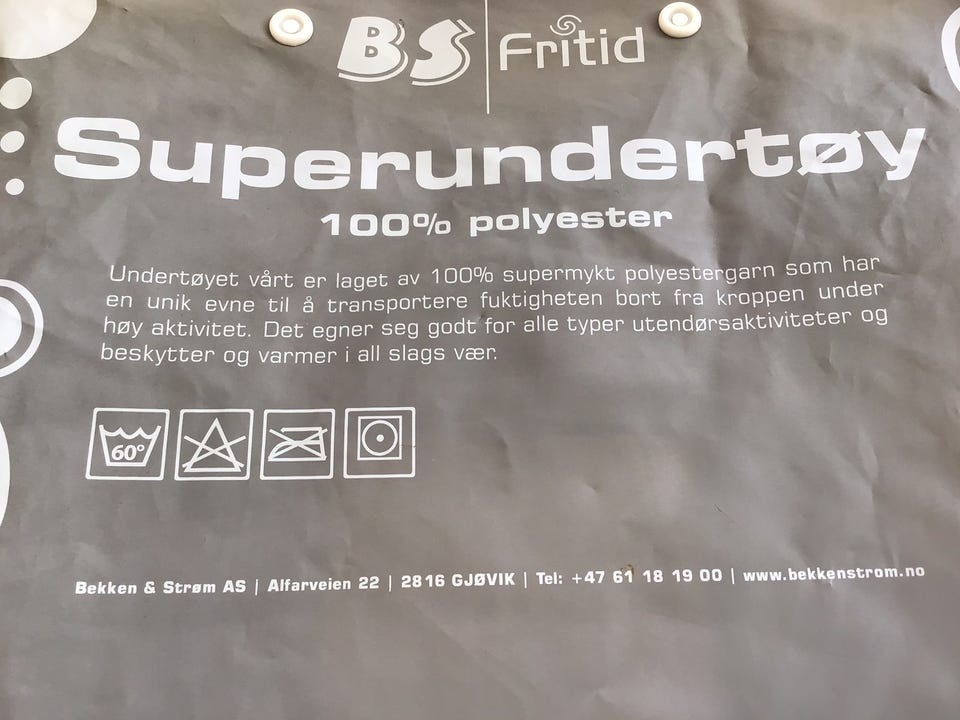 BS Fritid
Superundertøy
100% polyester
Undertøyet vårt er laget av 100% supermykt polyestergarn som har
en unik evne til å transportere fuktigheten bort fra kroppen under
høy aktivitet. Det egner seg godt for alle typer utendørsaktiviteter og
beskytter og varmer i all slags vær.
60°
Bekken & Strøm AS | Alfarveien 22 | 2816 GJØVIK | Tel: +47 61 18 19 00 | www.bekkenstrom.no